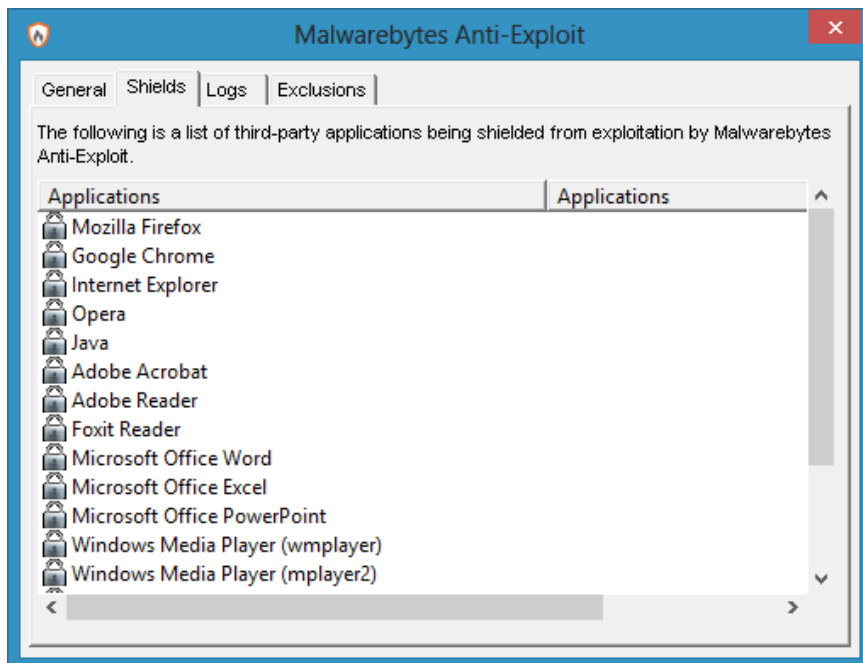 Malwarebytes Anti-Exploit
General Shields Logs Exclusions
The following is a list of third-party applications being shielded from exploitation by Malwarebytes
Anti-Exploit.
Applications Applications
Mozilla Firefox
Google Chrome
Internet Explorer
Opera
Java
Adobe Acrobat
Adobe Reader
Foxit Reader
Microsoft Office Word
Microsoft Office Excel
Microsoft Office PowerPoint
Windows Media Player (wmplayer)
Windows Media Player (mplayer2)